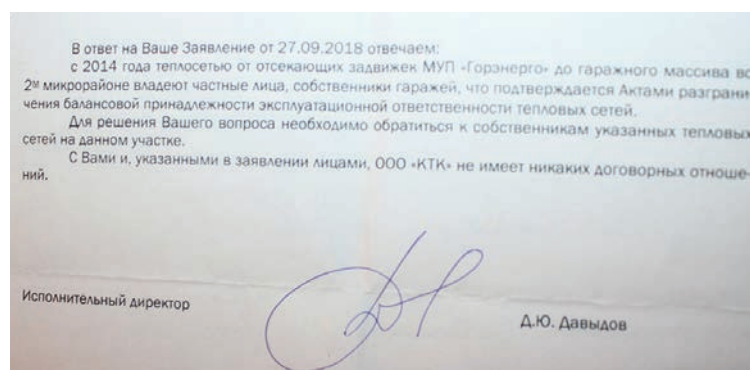 В ответ на Ваше Заявление от 27.09.2018 отвечаем:
с 2014 года теплосетью от отсекающих задвижек МУП «Горэнерго» до гаражного массива во
2м микрорайоне владеют частные лица, собственники гаражей, что подтверждается Актами разграни
чения балансовой принадлежности эксплуатационной ответственности тепловых сетей.
Для решения Вашего вопроса необходимо обратиться к собственникам указанных тепловых
сетей на данном участке.
С Вами и, указанными в заявлении лицами, ООО «КТК» не имеет никаких договорных отноше-
ний.
Исполнительный директор
Д.Ю. Давыдов